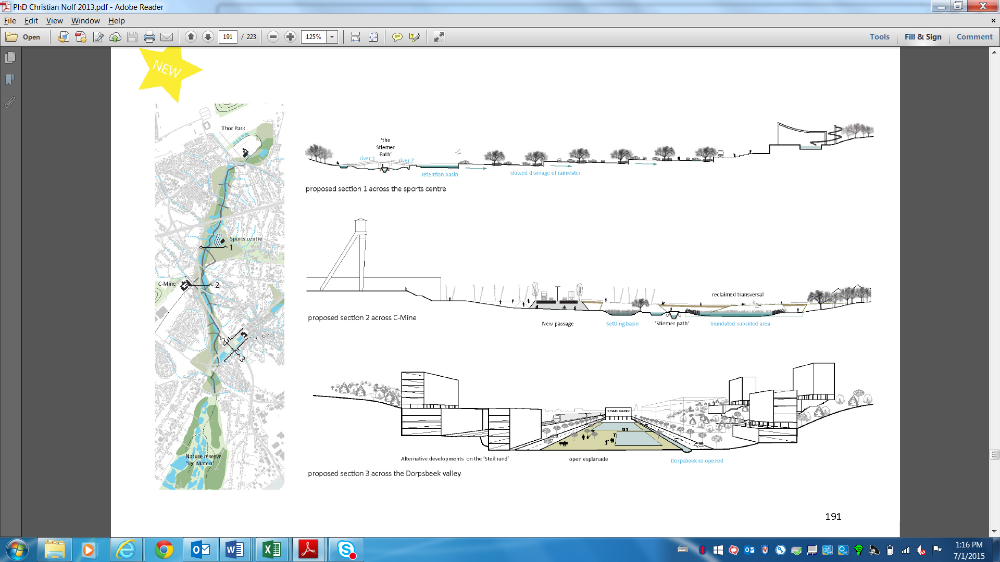 PhD Christian Nolf 2013.pdf - Adobe Reader
File Edit View Window Help
Open
191 / 223
125%
Tools
Fill & Sign
Comment
NEW
Thor Park
Sports centre
1
C-Mine
2
3
Nature reserve
"De Maten"
'the
Stiemer
Path'
river 1
river 2
retention basin
slowed drainage of rainwater
proposed section 1 across the sports centre
reclaimed transversal
proposed section 2 across C-Mine
New passage
Settling basin
'Stiemer path'
Inundated subsided area
STAD GENK
Alternative developments on the 'Steil rand'
open esplanade
Dorpsbeek re-opened
proposed section 3 across the Dorpsbeek valley
191
1:16 PM
7/1/2015